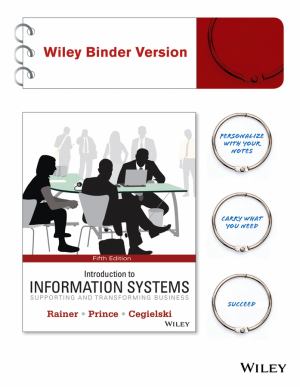 Wiley Binder Version
PERSONALIZE
WITH YOUR
NOTES
CARRY WHAT
YOU NEED
SUCCEED
Fifth Edition
Introduction to
INFORMATION SYSTEMS
SUPPORTING AND TRANSFORMING BUSINESS
Rainer • Prince • Cegielski
WILEY
WILEY